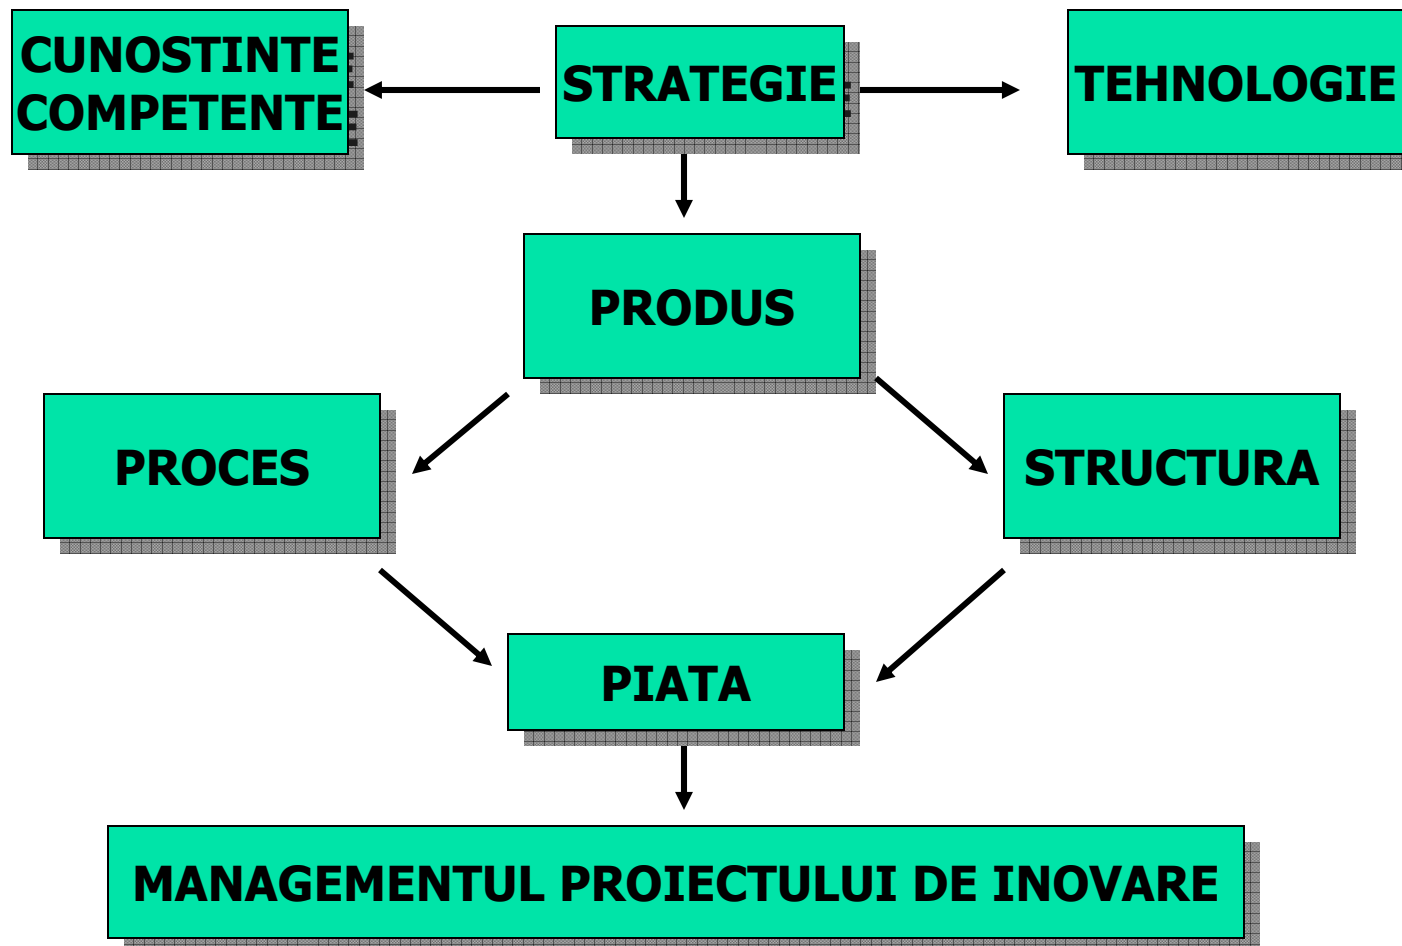 CUNOSTINTE
COMPETENTE
STRATEGIE
TEHNOLOGIE
PRODUS
PROCES
STRUCTURA
PIATA
MANAGEMENTUL PROIECTULUI DE INOVARE